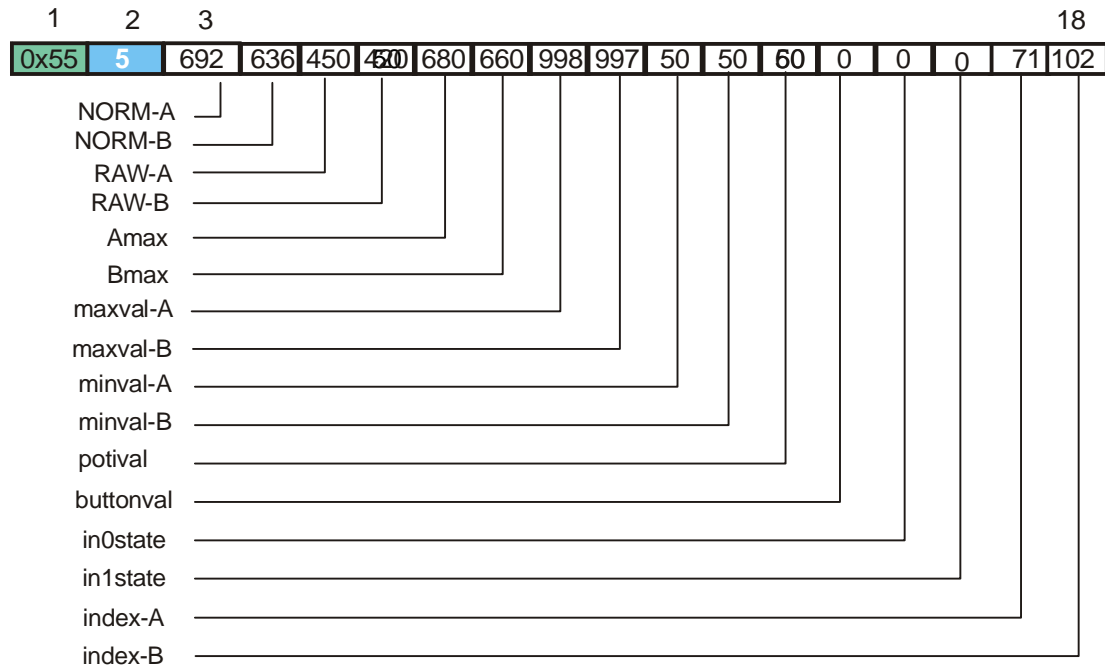 1 2 3 18
0x55 5 692 636 450 680 660 998 997 50 50 0 0 0 71 102
NORM-A
NORM-B
RAW-A
RAW-B
Amax
Bmax
maxval-A
maxval-B
minval-A
minval-B
potival
buttonval
in0state
in1state
index-A
index-B